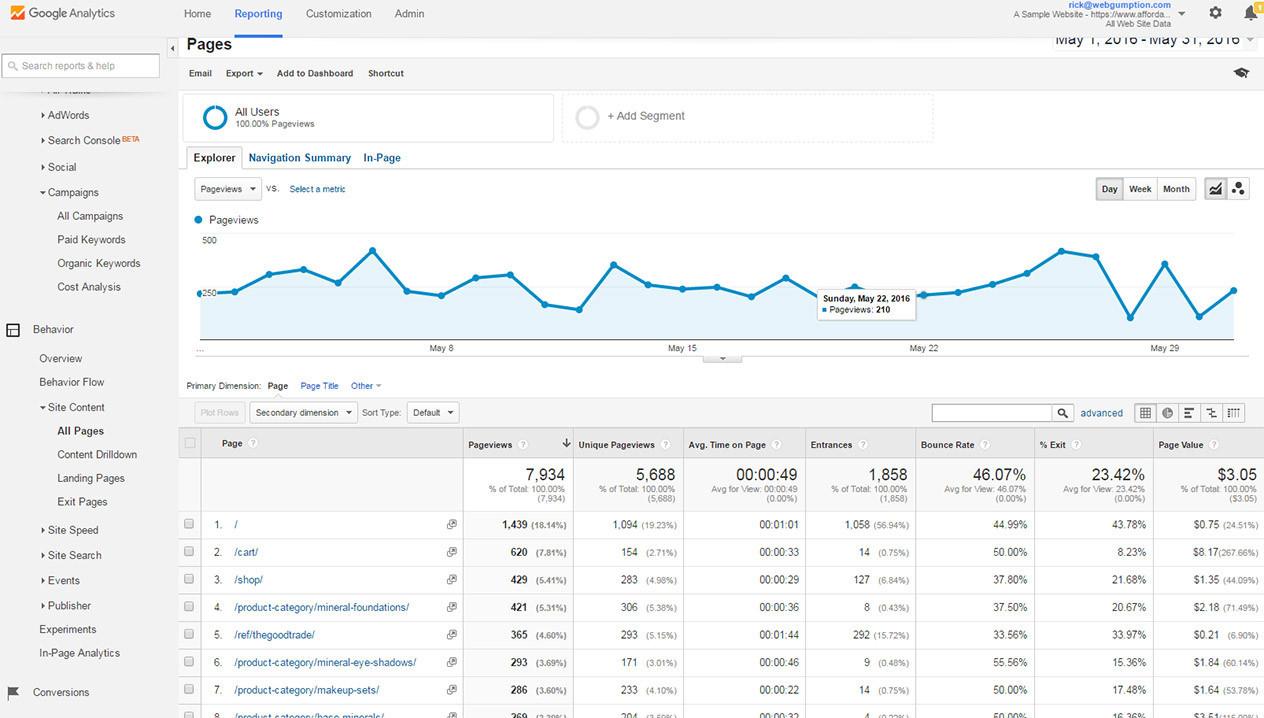 Google Analytics
Home Reporting Customization Admin
rick@webgumption.com
A Sample Website - https://www.afforda...
All Web Site Data
1
Search reports & help
AdWords
Search Console BETA
Social
Campaigns
All Campaigns
Paid Keywords
Organic Keywords
Cost Analysis
Behavior
Overview
Behavior Flow
Site Content
All Pages
Content Drilldown
Landing Pages
Exit Pages
Site Speed
Site Search
Events
Publisher
Experiments
In-Page Analytics
Conversions
Pages
May 1, 2016 - May 31, 2016
Email Export Add to Dashboard Shortcut
All Users
100.00% Pageviews
+ Add Segment
Explorer Navigation Summary In-Page
Pageviews vs. Select a metric
Day Week Month
Pageviews
500
250
Sunday, May 22, 2016
Pageviews: 210
... May 8 May 15 May 22 May 29
Primary Dimension: Page Page Title Other
Plot Rows Secondary dimension Sort Type: Default advanced
Page ? Pageviews ? Unique Pageviews ? Avg. Time on Page ? Entrances ? Bounce Rate ? % Exit ? Page Value ?
7,934 5,688 00:00:49 1,858 46.07% 23.42% $3.05
% of Total: 100.00% % of Total: 100.00% Avg for View: 00:00:49 % of Total: 100.00% Avg for View: 46.07% Avg for View: 23.42% % of Total: 100.00%
(7,934) (5,688) (0.00%) (1,858) (0.00%) (0.00%) ($3.05)
1. / 1,439 (18.14%) 1,094 (19.23%) 00:01:01 1,058 (56.94%) 44.99% 43.78% $0.75 (24.51%)
2. /cart/ 620 (7.81%) 154 (2.71%) 00:00:33 14 (0.75%) 50.00% 8.23% $8.17 (267.66%)
3. /shop/ 429 (5.41%) 283 (4.98%) 00:00:29 127 (6.84%) 37.80% 21.68% $1.35 (44.09%)
4. /product-category/mineral-foundations/ 421 (5.31%) 306 (5.38%) 00:00:36 8 (0.43%) 37.50% 20.67% $2.18 (71.49%)
5. /ref/thegoodtrade/ 365 (4.60%) 293 (5.15%) 00:01:44 292 (15.72%) 33.56% 33.97% $0.21 (6.90%)
6. /product-category/mineral-eye-shadows/ 293 (3.69%) 171 (3.01%) 00:00:46 9 (0.48%) 55.56% 15.36% $1.84 (60.14%)
7. /product-category/makeup-sets/ 286 (3.60%) 233 (4.10%) 00:00:22 14 (0.75%) 50.00% 17.48% $1.64 (53.78%)